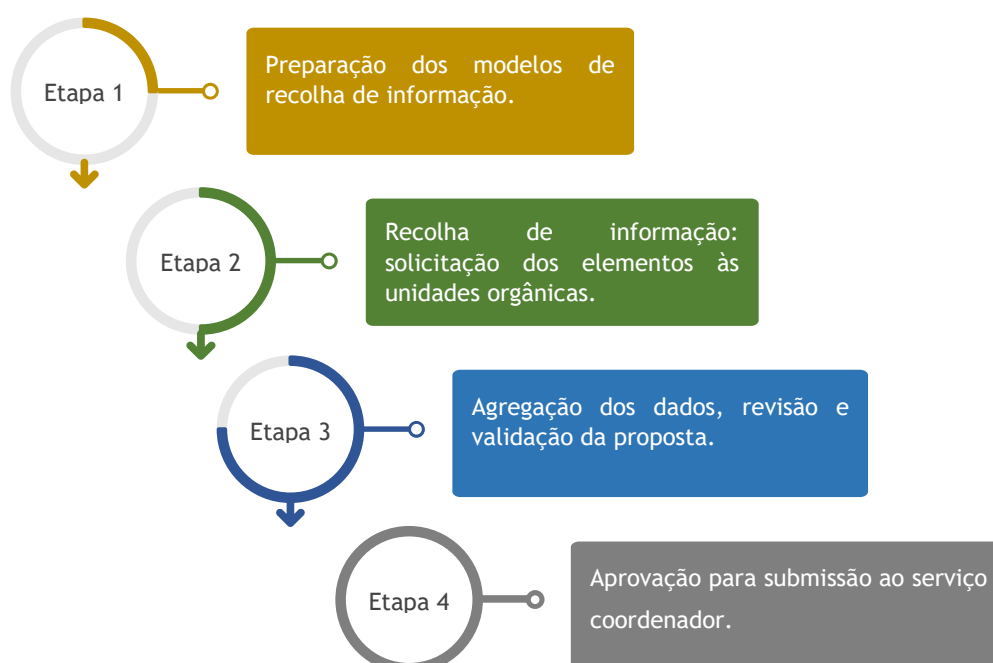 Etapa 1
Preparação dos modelos de
recolha de informação.
Etapa 2
Recolha de informação:
solicitação dos elementos às
unidades orgânicas.
Etapa 3
Agregação dos dados, revisão e
validação da proposta.
Etapa 4
Aprovação para submissão ao serviço
coordenador.